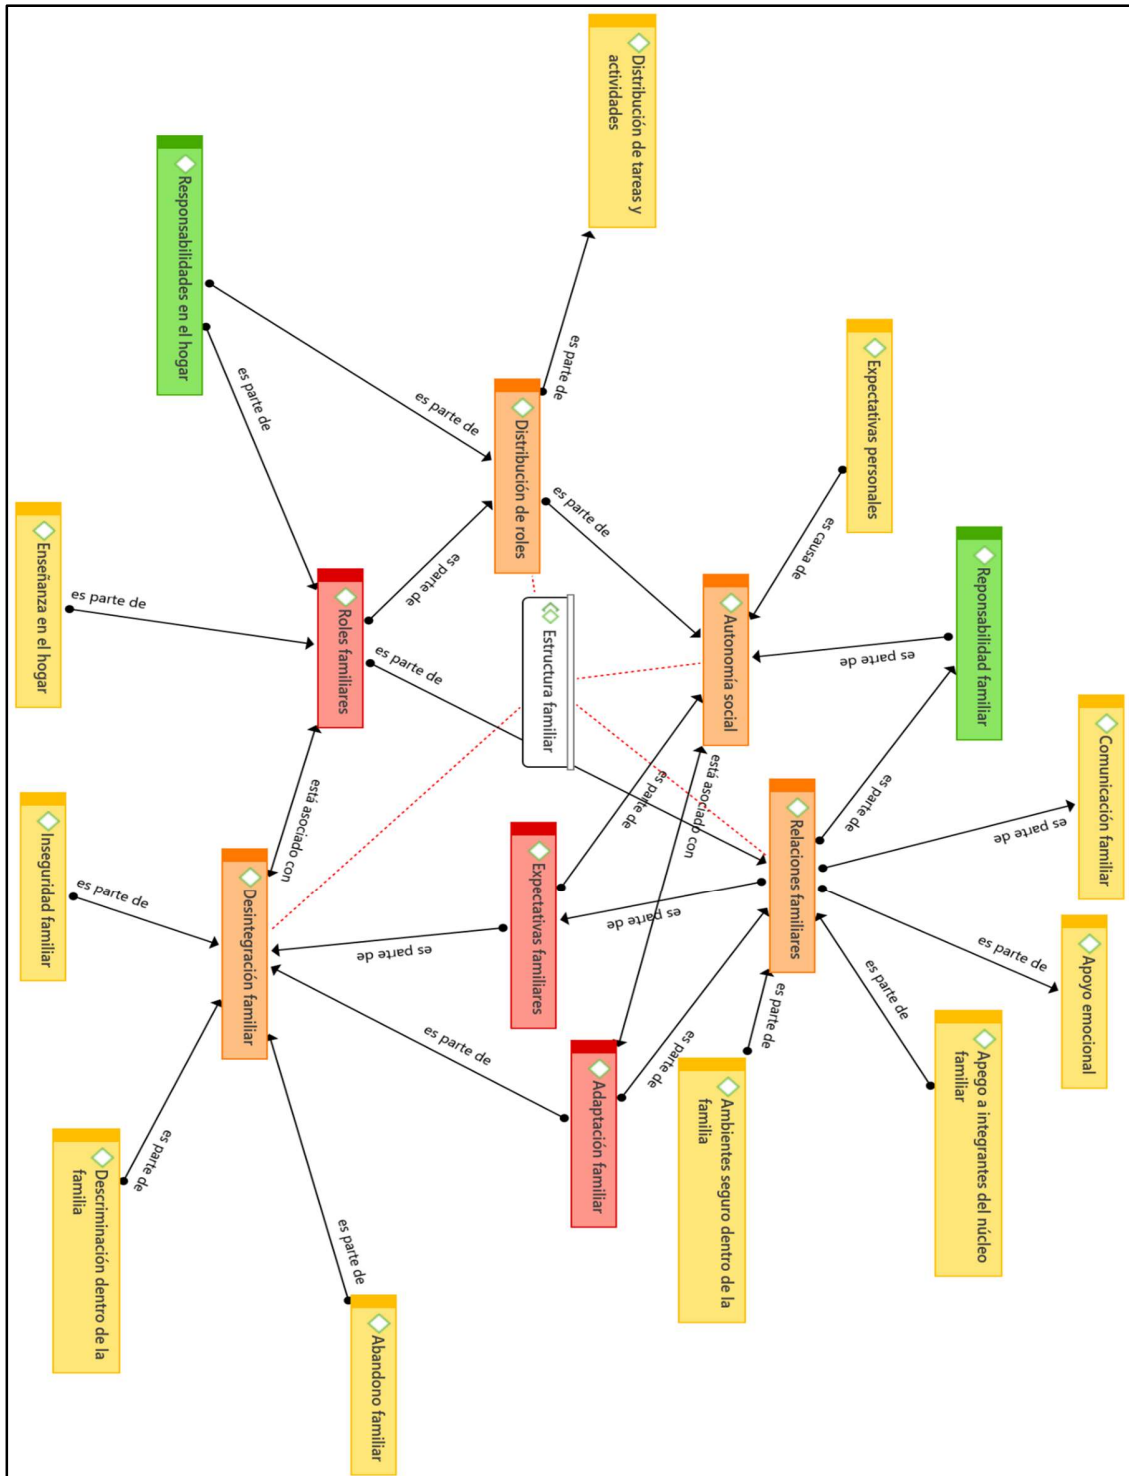 Comunicación familiar
Apoyo emocional
es parte de
es parte de
Reponsabilidad familiar
Apego a integrantes del núcleo
familiar
es parte de
es parte de
es parte de
Expectativas personales
es causa de
Relaciones familiares
es parte de
Autonomía social
Ambientes seguro dentro de la
familia
está asociado con
es parte de
es parte de
es parte de
Distribución de tareas y
actividades
Adaptación familiar
es parte de
es parte de
Estructura familiar
Expectativas familiares
Distribución de roles
es parte de
es parte de
es parte de
es parte de
es parte de
Abandono familiar
es parte de
Roles familiares
está asociado con
es parte de
Desintegración familiar
Responsabilidades en el hogar
es parte de
es parte de
es parte de
Descriminación dentro de la
familia
Enseñanza en el hogar
Inseguridad familiar